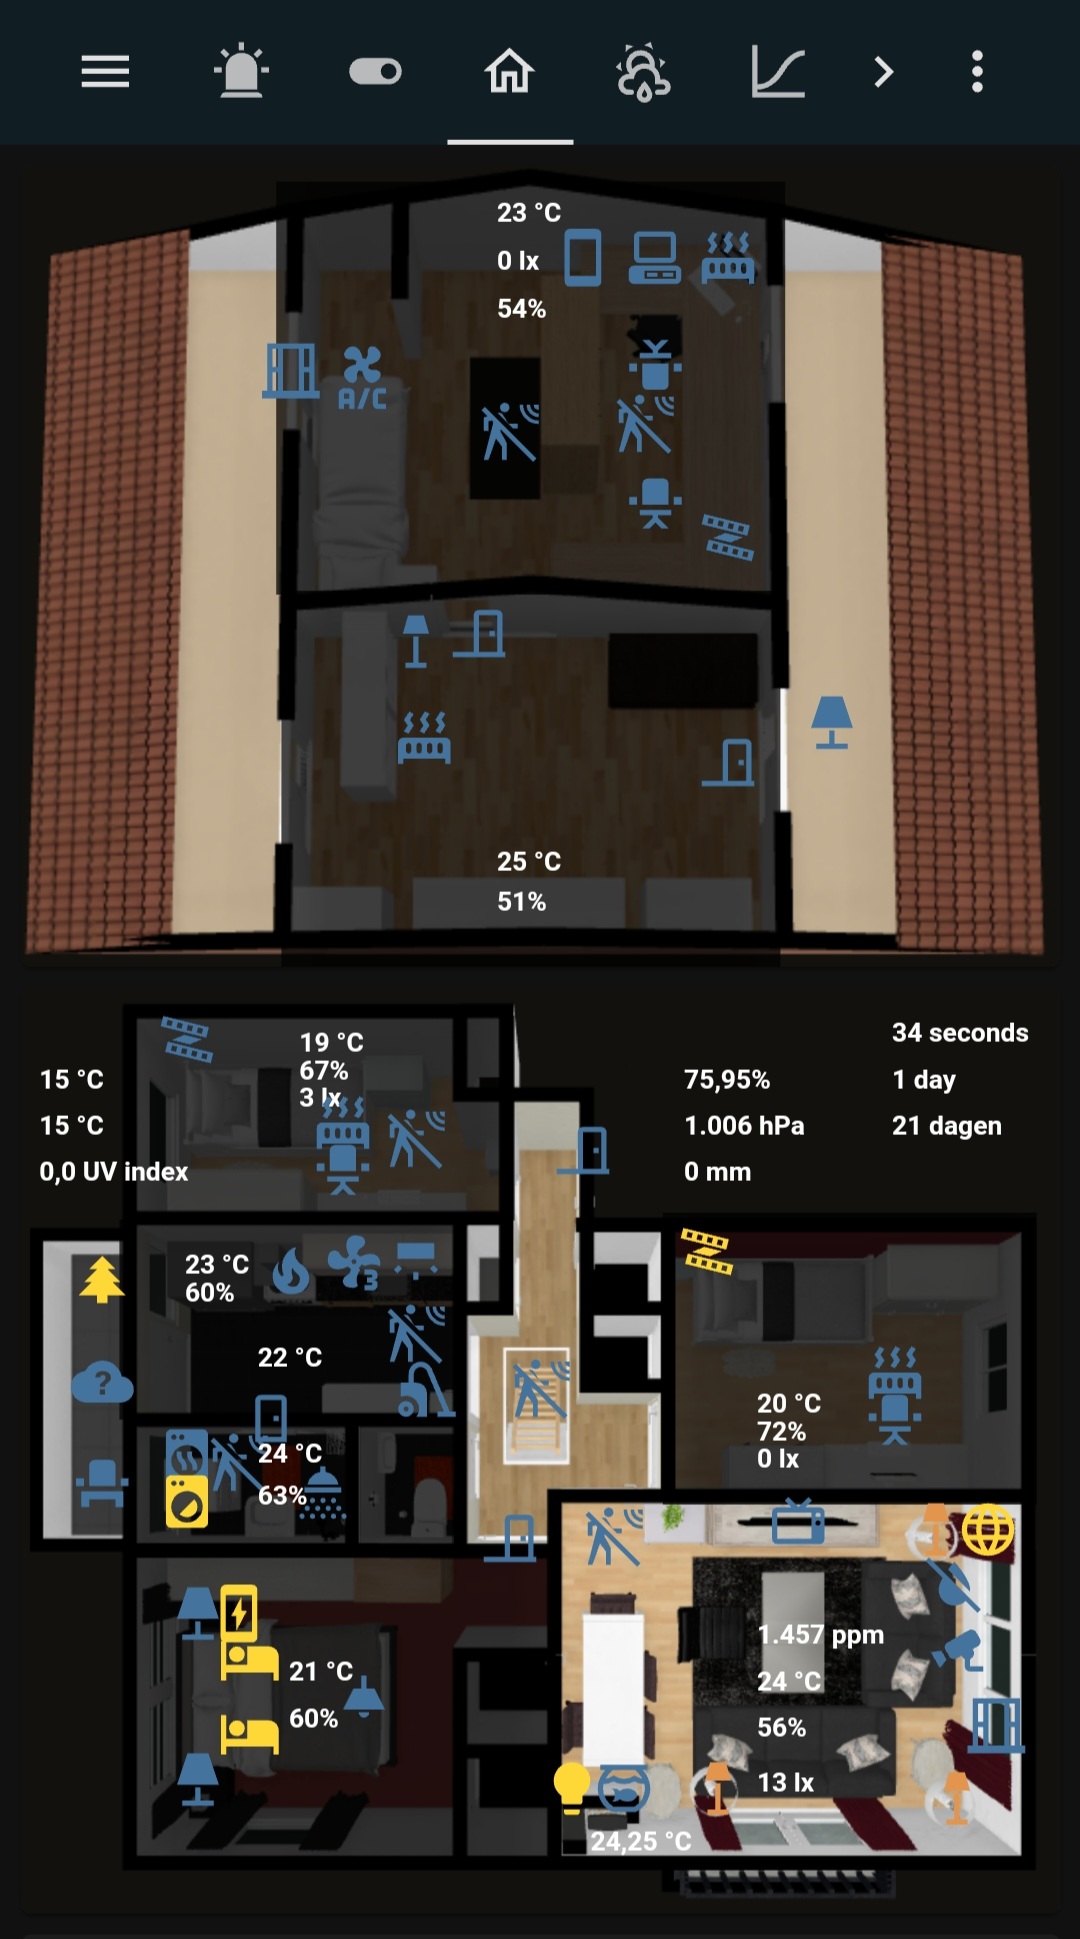 23 °C
0 lx
54%
A/C
25 °C
51%
34 seconds
19 °C
67%
3 lx
15 °C
75,95%
1 day
15 °C
1.006 hPa
21 dagen
0,0 UV index
0 mm
23 °C
60%
3
22 °C
?
20 °C
72%
0 lx
24 °C
63%
1.457 ppm
21 °C
24 °C
60%
56%
13 lx
24,25 °C